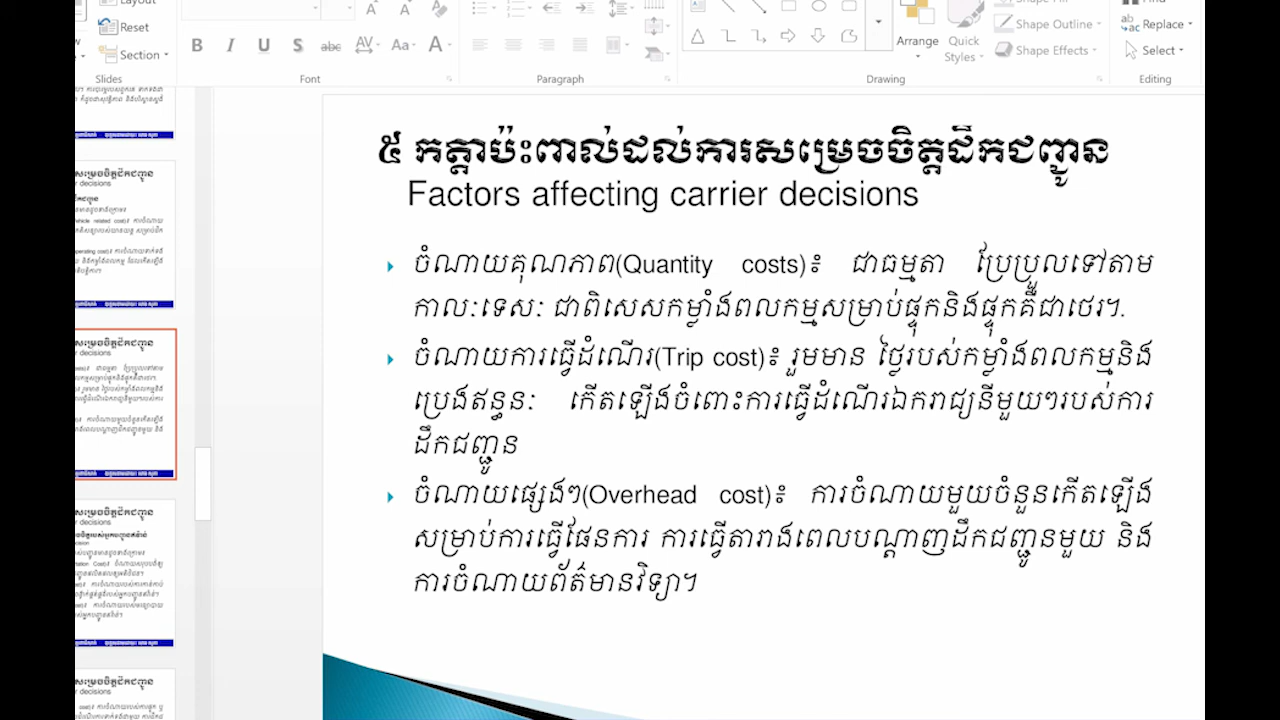 Layout
Reset
Section
Slides
B I U S abc AV Aa A
Font
Paragraph
Arrange
Quick
Styles
Shape Fill
Shape Outline
Shape Effects
Drawing
Find
Replace
Select
Editing
៥ កត្តាប៉ះពាល់ដល់ការសម្រេចចិត្តដឹកជញ្ជូន
Factors affecting carrier decisions
ចំណាយគុណភាព(Quantity costs)៖ ជាធម្មតា ប្រែប្រួលទៅតាម
កាលៈទេសៈ ជាពិសេសកម្លាំងពលកម្មសម្រាប់ផ្ទុកនិងផ្ទុកគឺជាថេរ។.
ចំណាយការធ្វើដំណើរ(Trip cost)៖ រួមមាន ថ្លៃរបស់កម្លាំងពលកម្មនិង
ប្រេងឥន្ធនៈ កើតឡើងចំពោះការធ្វើដំណើរឯករាជ្យនីមួយៗរបស់ការ
ដឹកជញ្ជូន
ចំណាយផ្សេងៗ(Overhead cost)៖ ការចំណាយមួយចំនួនកើតឡើង
សម្រាប់ការធ្វើផែនការ ការធ្វើតារាងពេលបណ្តាញដឹកជញ្ជូនមួយ និង
ការចំណាយព័ត៌មានវិទ្យា។